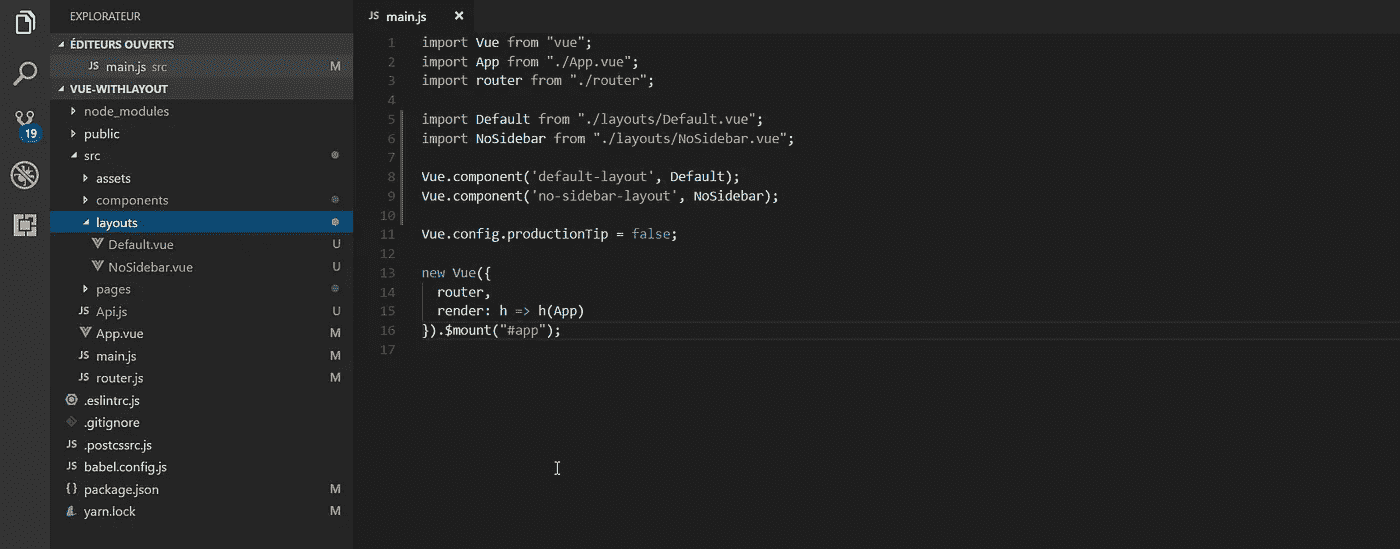 EXPLORATEUR
ÉDITEURS OUVERTS
JS main.js src M
VUE-WITHLAYOUT
node_modules
public
src
assets
components
layouts
Default.vue U
NoSidebar.vue U
pages
JS Api.js U
App.vue M
JS main.js M
JS router.js M
.eslintrc.js
.gitignore
JS .postcssrc.js
JS babel.config.js
{} package.json M
yarn.lock M
19
JS main.js ×
1 import Vue from "vue";
2 import App from "./App.vue";
3 import router from "./router";
4
5 import Default from "./layouts/Default.vue";
6 import NoSidebar from "./layouts/NoSidebar.vue";
7
8 Vue.component('default-layout', Default);
9 Vue.component('no-sidebar-layout', NoSidebar);
10
11 Vue.config.productionTip = false;
12
13 new Vue({
14   router,
15   render: h => h(App)
16 }).$mount("#app");
17